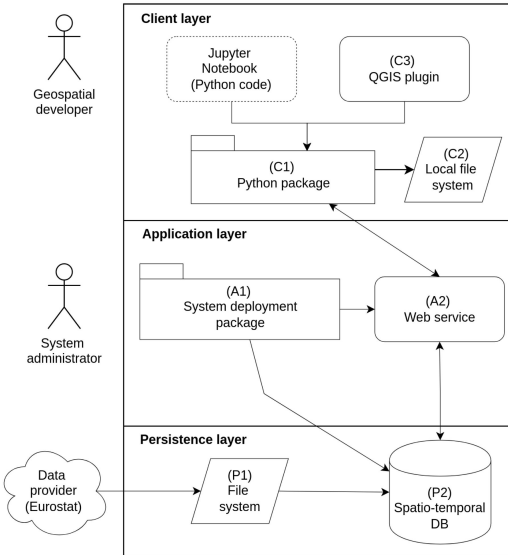 Client layer
Jupyter
Notebook
(Python code)
(C3)
QGIS plugin
Geospatial
developer
(C1)
Python package
(C2)
Local file
system
Application layer
(A1)
System deployment
package
(A2)
Web service
System
administrator
Persistence layer
Data
provider
(Eurostat)
(P1)
File
system
(P2)
Spatio-temporal
DB